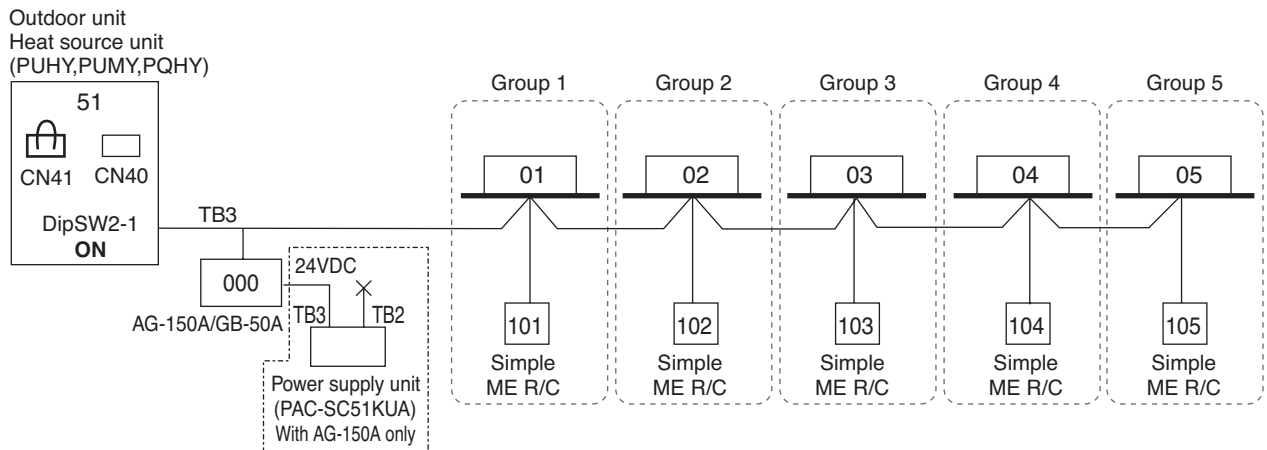 Outdoor unit
Heat source unit
(PUHY,PUMY,PQHY)
51
CN41 CN40
DipSW2-1
ON
TB3
000
AG-150A/GB-50A
24VDC
TB3 TB2
Power supply unit
(PAC-SC51KUA)
With AG-150A only
Group 1 Group 2 Group 3 Group 4 Group 5
01 02 03 04 05
101 102 103 104 105
Simple Simple Simple Simple Simple
ME R/C ME R/C ME R/C ME R/C ME R/C